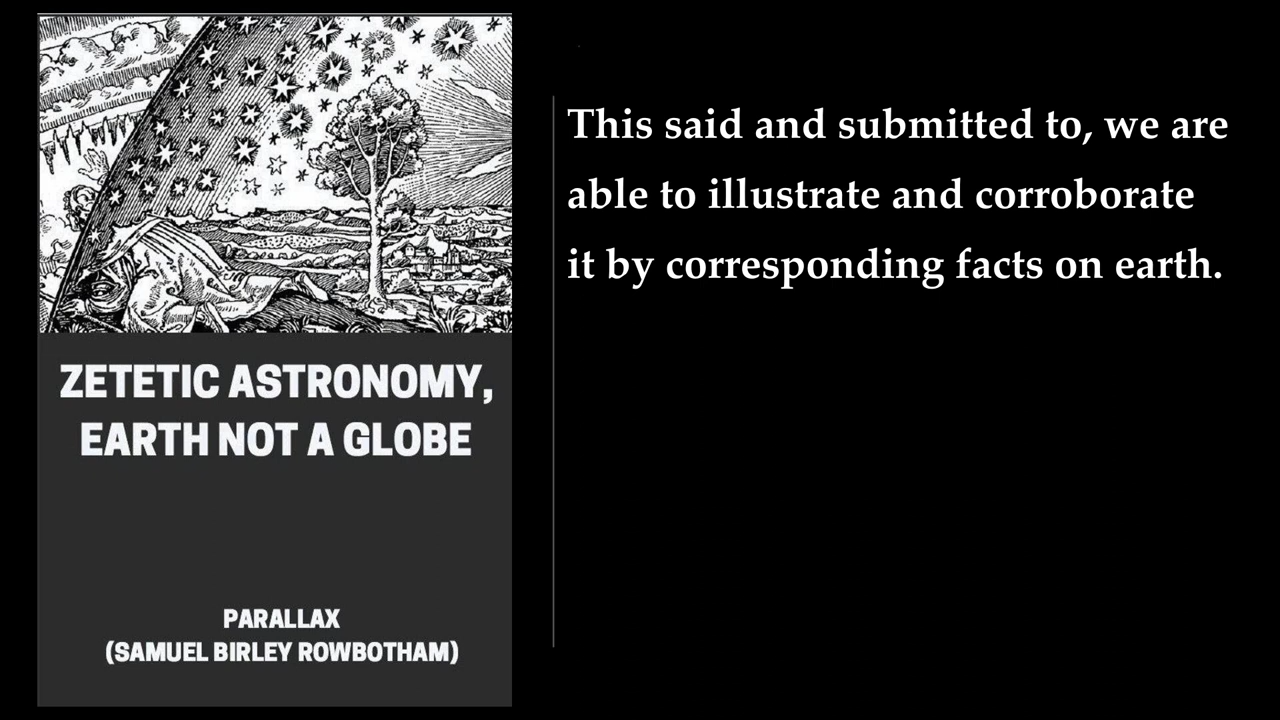 ZETETIC ASTRONOMY,
EARTH NOT A GLOBE
PARALLAX
(SAMUEL BIRLEY ROWBOTHAM)
This said and submitted to, we are
able to illustrate and corroborate
it by corresponding facts on earth.